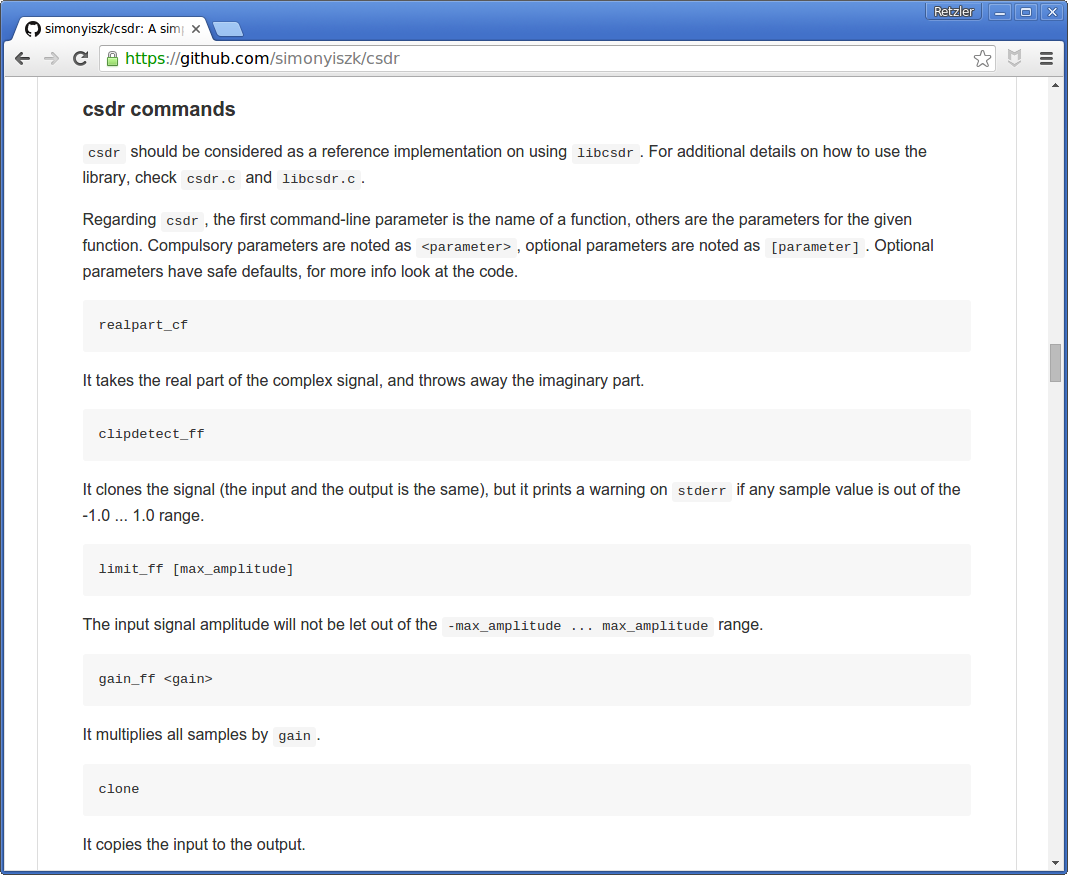 Retzler
simonyiszk/csdr: A sim
https://github.com/simonyiszk/csdr
csdr commands
csdr should be considered as a reference implementation on using libcsdr. For additional details on how to use the
library, check csdr.c and libcsdr.c.
Regarding csdr, the first command-line parameter is the name of a function, others are the parameters for the given
function. Compulsory parameters are noted as <parameter>, optional parameters are noted as [parameter]. Optional
parameters have safe defaults, for more info look at the code.
realpart_cf
It takes the real part of the complex signal, and throws away the imaginary part.
clipdetect_ff
It clones the signal (the input and the output is the same), but it prints a warning on stderr if any sample value is out of the
-1.0 ... 1.0 range.
limit_ff [max_amplitude]
The input signal amplitude will not be let out of the -max_amplitude ... max_amplitude range.
gain_ff <gain>
It multiplies all samples by gain.
clone
It copies the input to the output.